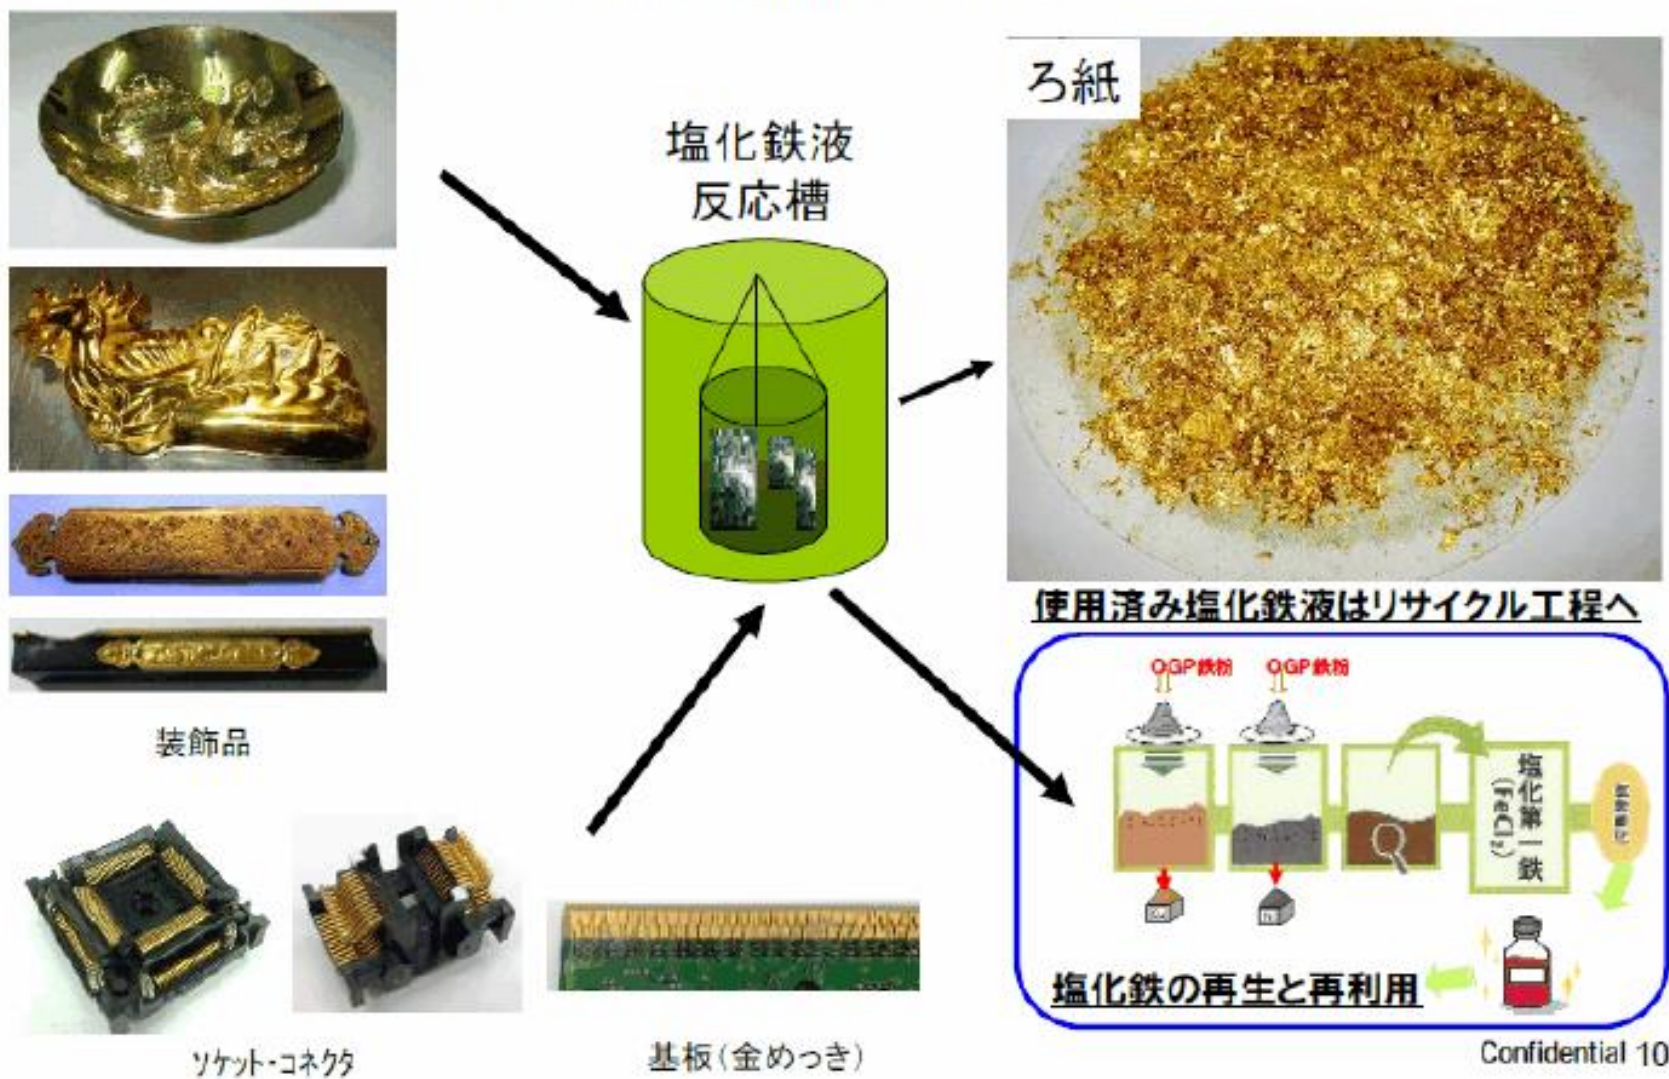 ろ紙
塩化鉄液
反応槽
使用済み塩化鉄液はリサイクル工程へ
OGP鉄粉
OGP鉄粉
塩化第一鉄
(FeCl₂)
塩化鉄の再生と再利用
装飾品
ソケット・コネクタ
基板(金めっき)
Confidential 10